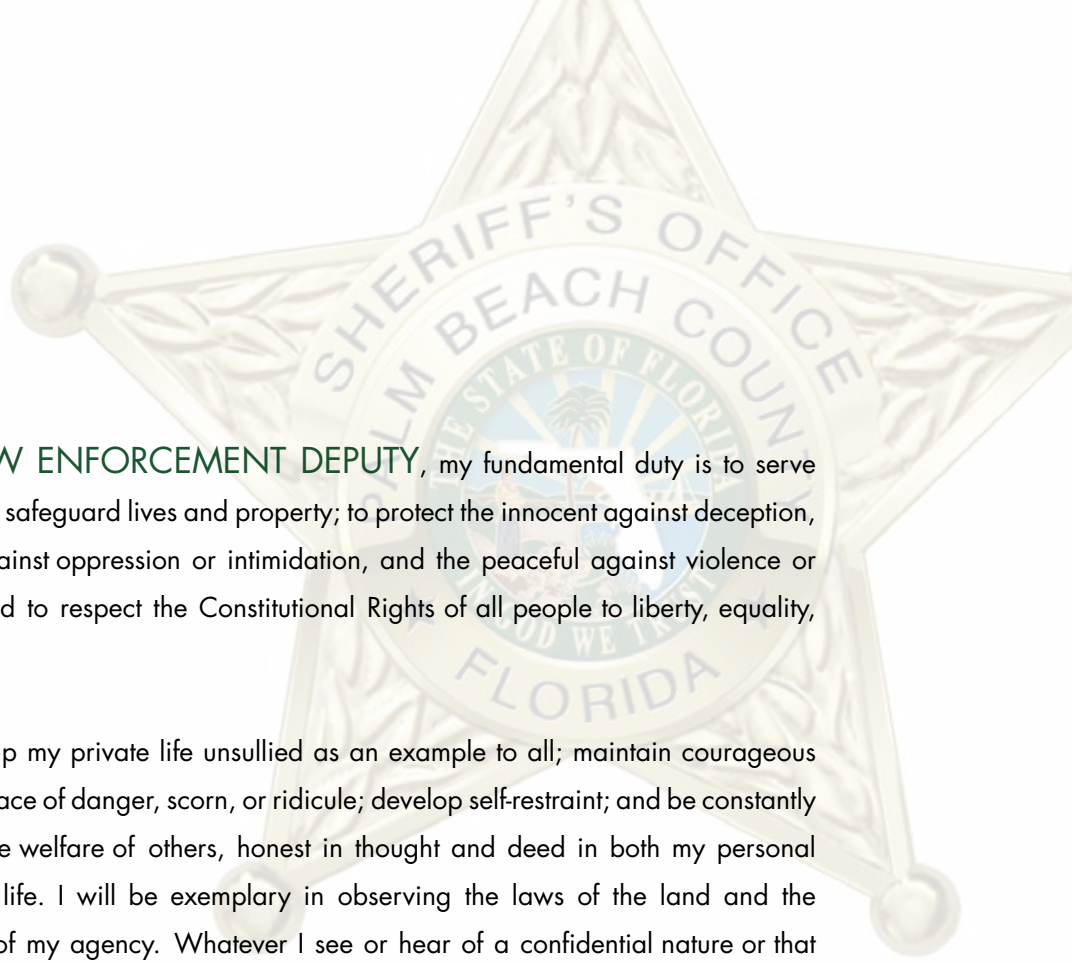 SHERIFF'S OFFICE
PALM BEACH COUNTY
THE STATE OF FLORIDA
IN GOD WE TRUST
FLORIDA
W ENFORCEMENT DEPUTY, my fundamental duty is to serve
safeguard lives and property; to protect the innocent against deception,
ainst oppression or intimidation, and the peaceful against violence or
d to respect the Constitutional Rights of all people to liberty, equality,
p my private life unsullied as an example to all; maintain courageous
ace of danger, scorn, or ridicule; develop self-restraint; and be constantly
e welfare of others, honest in thought and deed in both my personal
life. I will be exemplary in observing the laws of the land and the
of my agency. Whatever I see or hear of a confidential nature or that